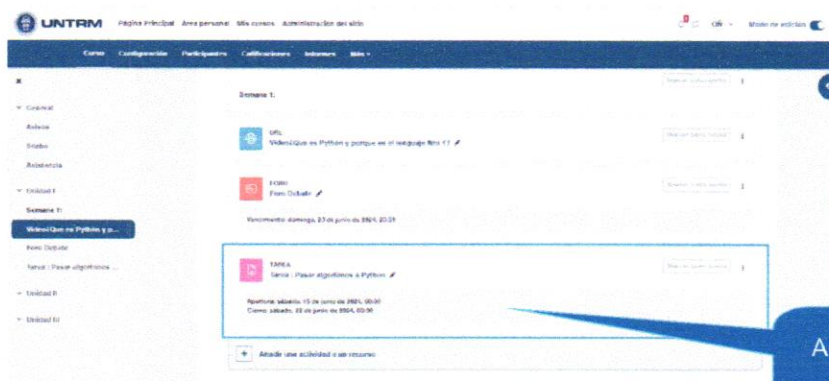 UNTRM Página Principal Área personal Mis cursos Administración del sitio Modo de edición
Curso Configuración Participantes Calificaciones Informes Más
Semana 1:
General
Avisos
Asistencia
Unidad I
Semana 1:
Video:¿Que es Python y p...
Foro Debate
Tarea : Pasar algoritmos ...
Unidad II
Unidad III
URL
Video:¿Que es Python y porque es el lenguaje Nro 1?
FORO
Foro Debate
Vencimiento: domingo, 23 de junio de 2024, 23:59
TAREA
Tarea : Pasar algoritmos a Python
Apertura: sábado, 15 de junio de 2024, 00:00
Cierre: sábado, 22 de junio de 2024, 00:00
Añadir una actividad o un recurso
A